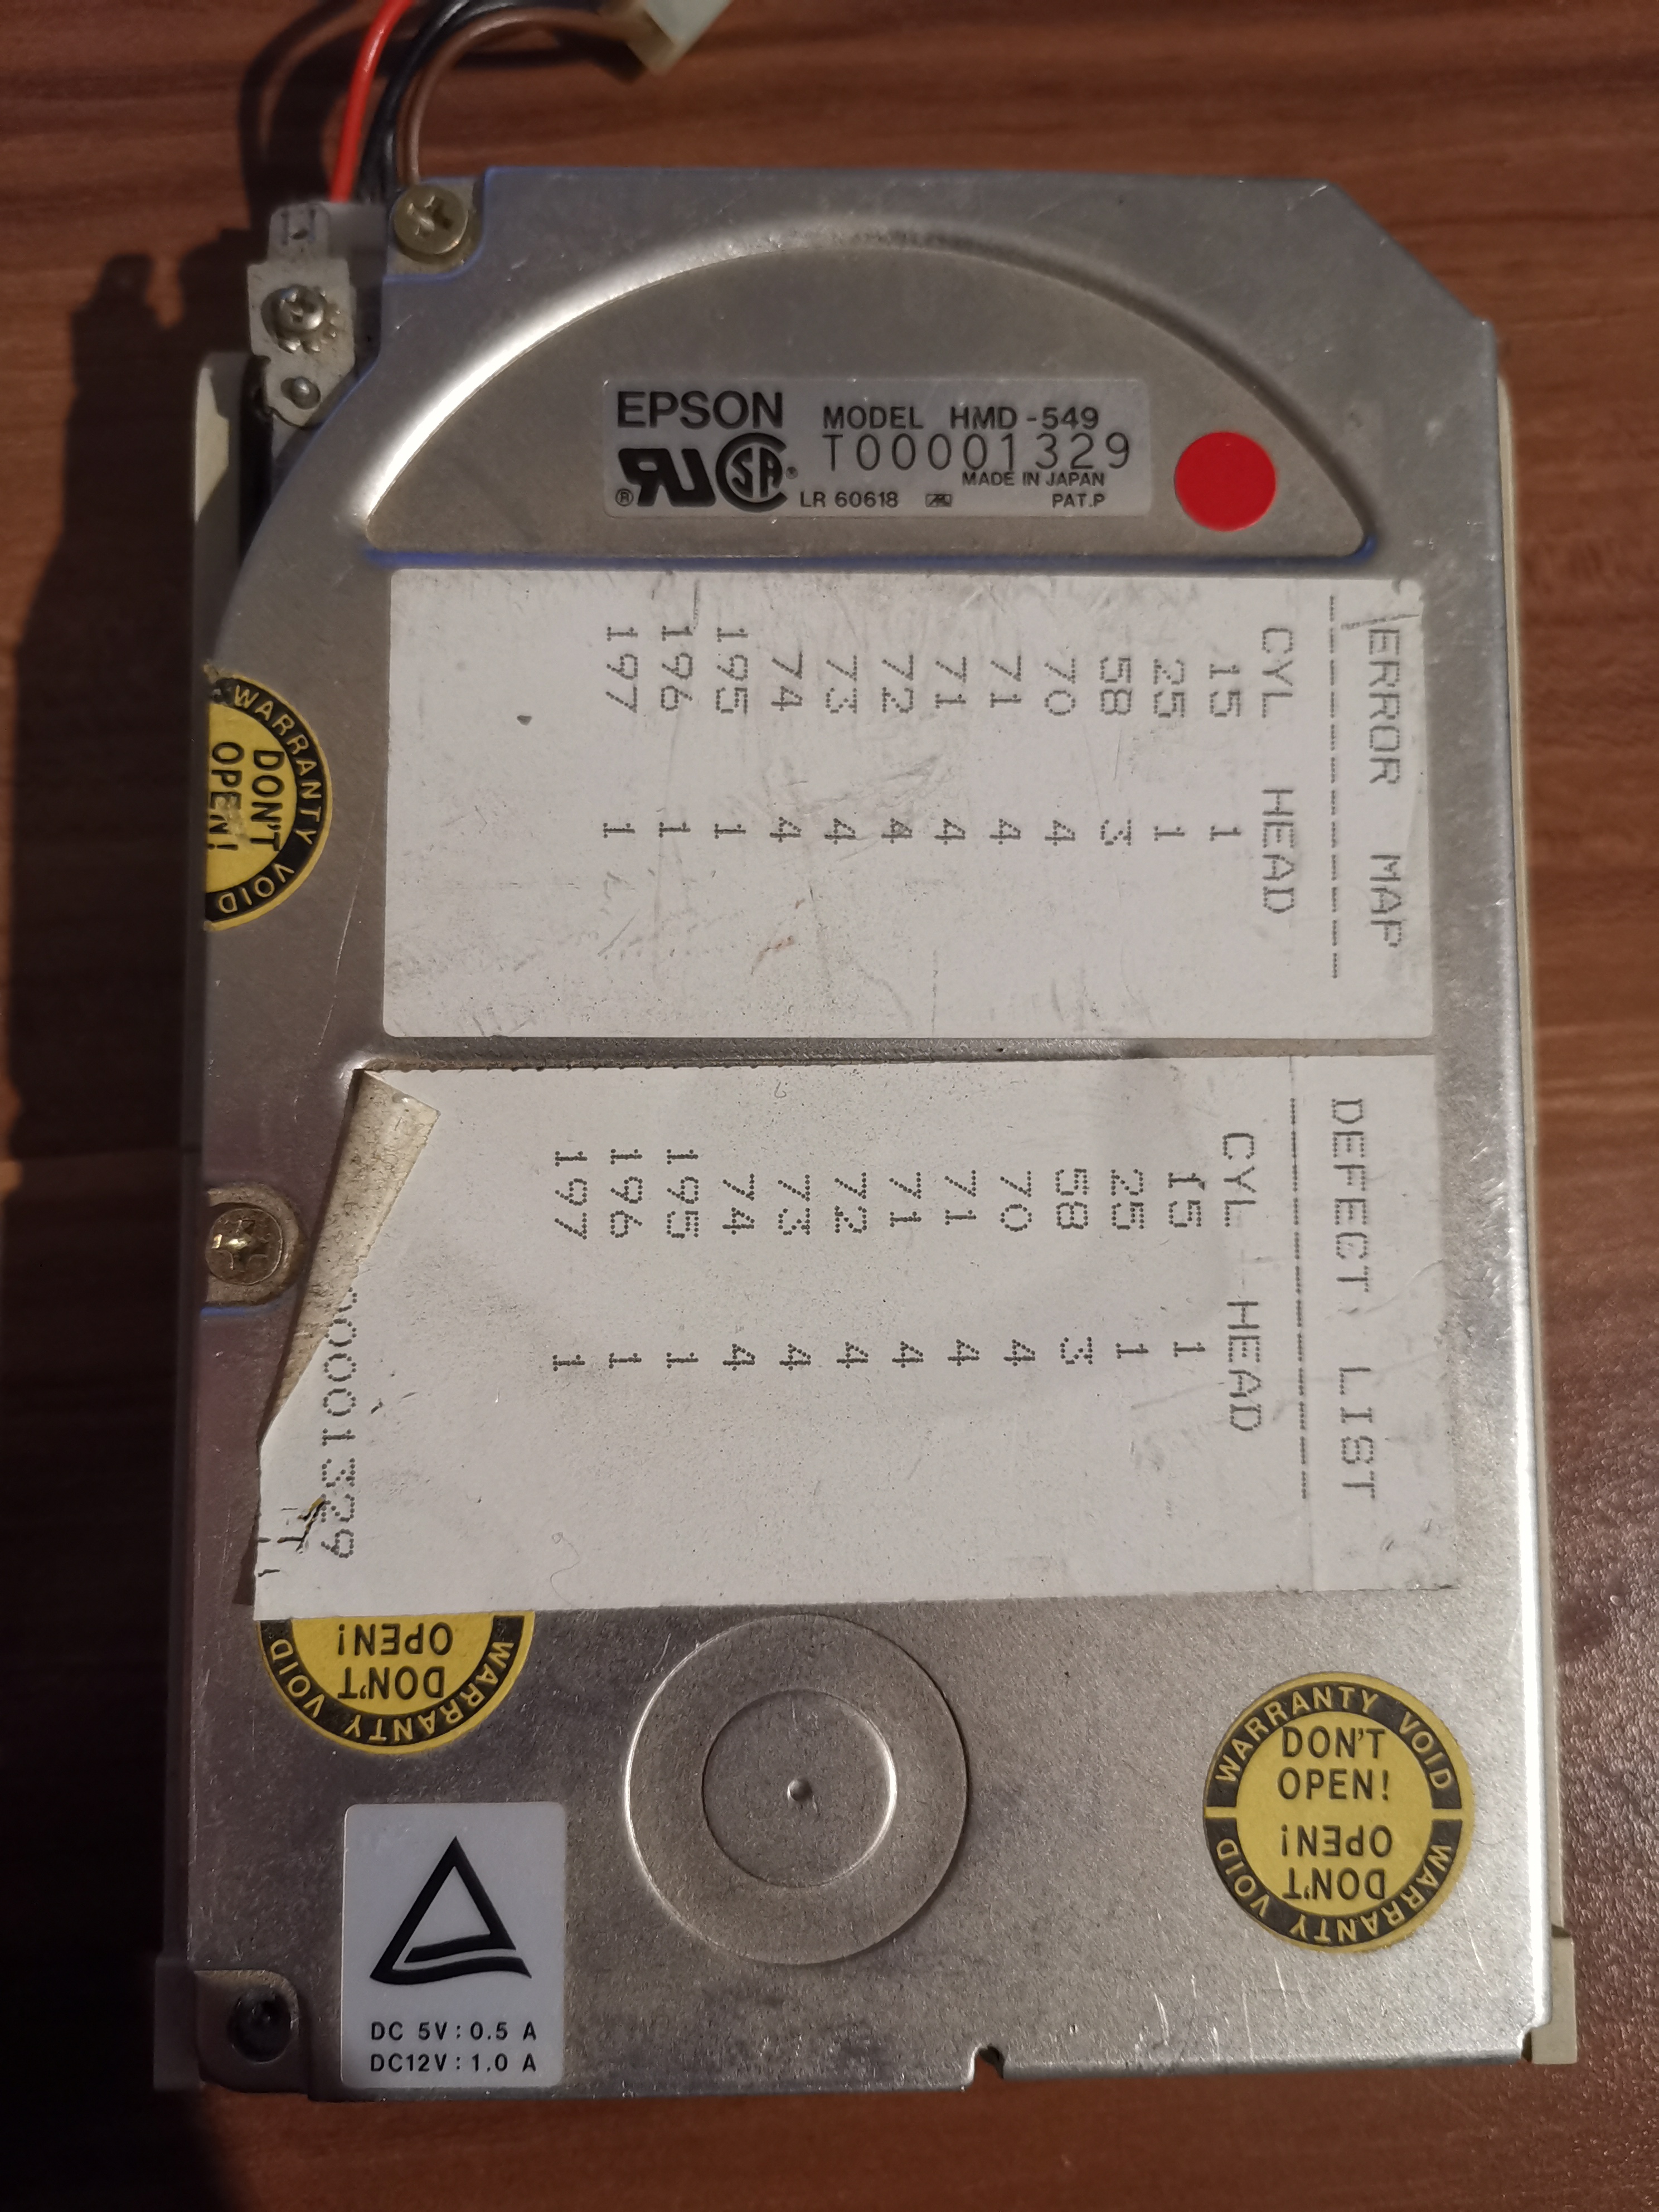 EPSON
MODEL HMD-549
T00001329
MADE IN JAPAN
LR 60618
PAT.P
ERROR MAP
CYL HEAD
15 1
25 1
58 3
70 4
71 4
71 4
72 4
73 4
74 4
195 1
196 1
197 1
WARRANTY VOID
DON'T
OPEN!
DEFECT LIST
CYL HEAD
15 1
25 1
58 3
70 4
71 4
71 4
72 4
73 4
74 4
195 1
196 1
197 1
00001329
WARRANTY VOID
DON'T
OPEN!
WARRANTY VOID
DON'T
OPEN!
WARRANTY VOID
DON'T
OPEN!
DC 5V : 0.5 A
DC12V : 1.0 A